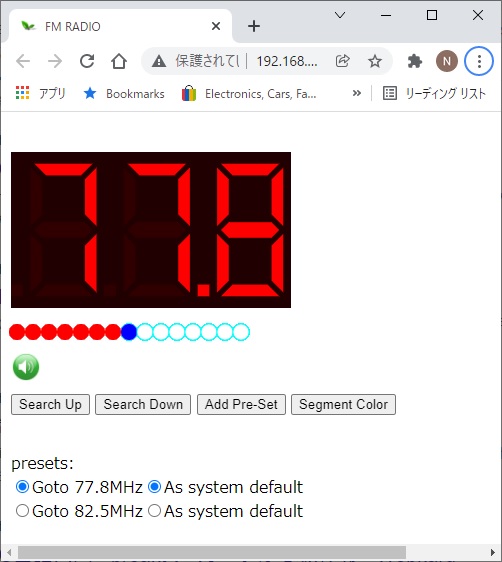 FM RADIO
保護されてい 192.168....
N
アプリ Bookmarks Electronics, Cars, Fa... » リーディング リスト
77.8
Search Up Search Down Add Pre-Set Segment Color
presets:
Goto 77.8MHz As system default
Goto 82.5MHz As system default